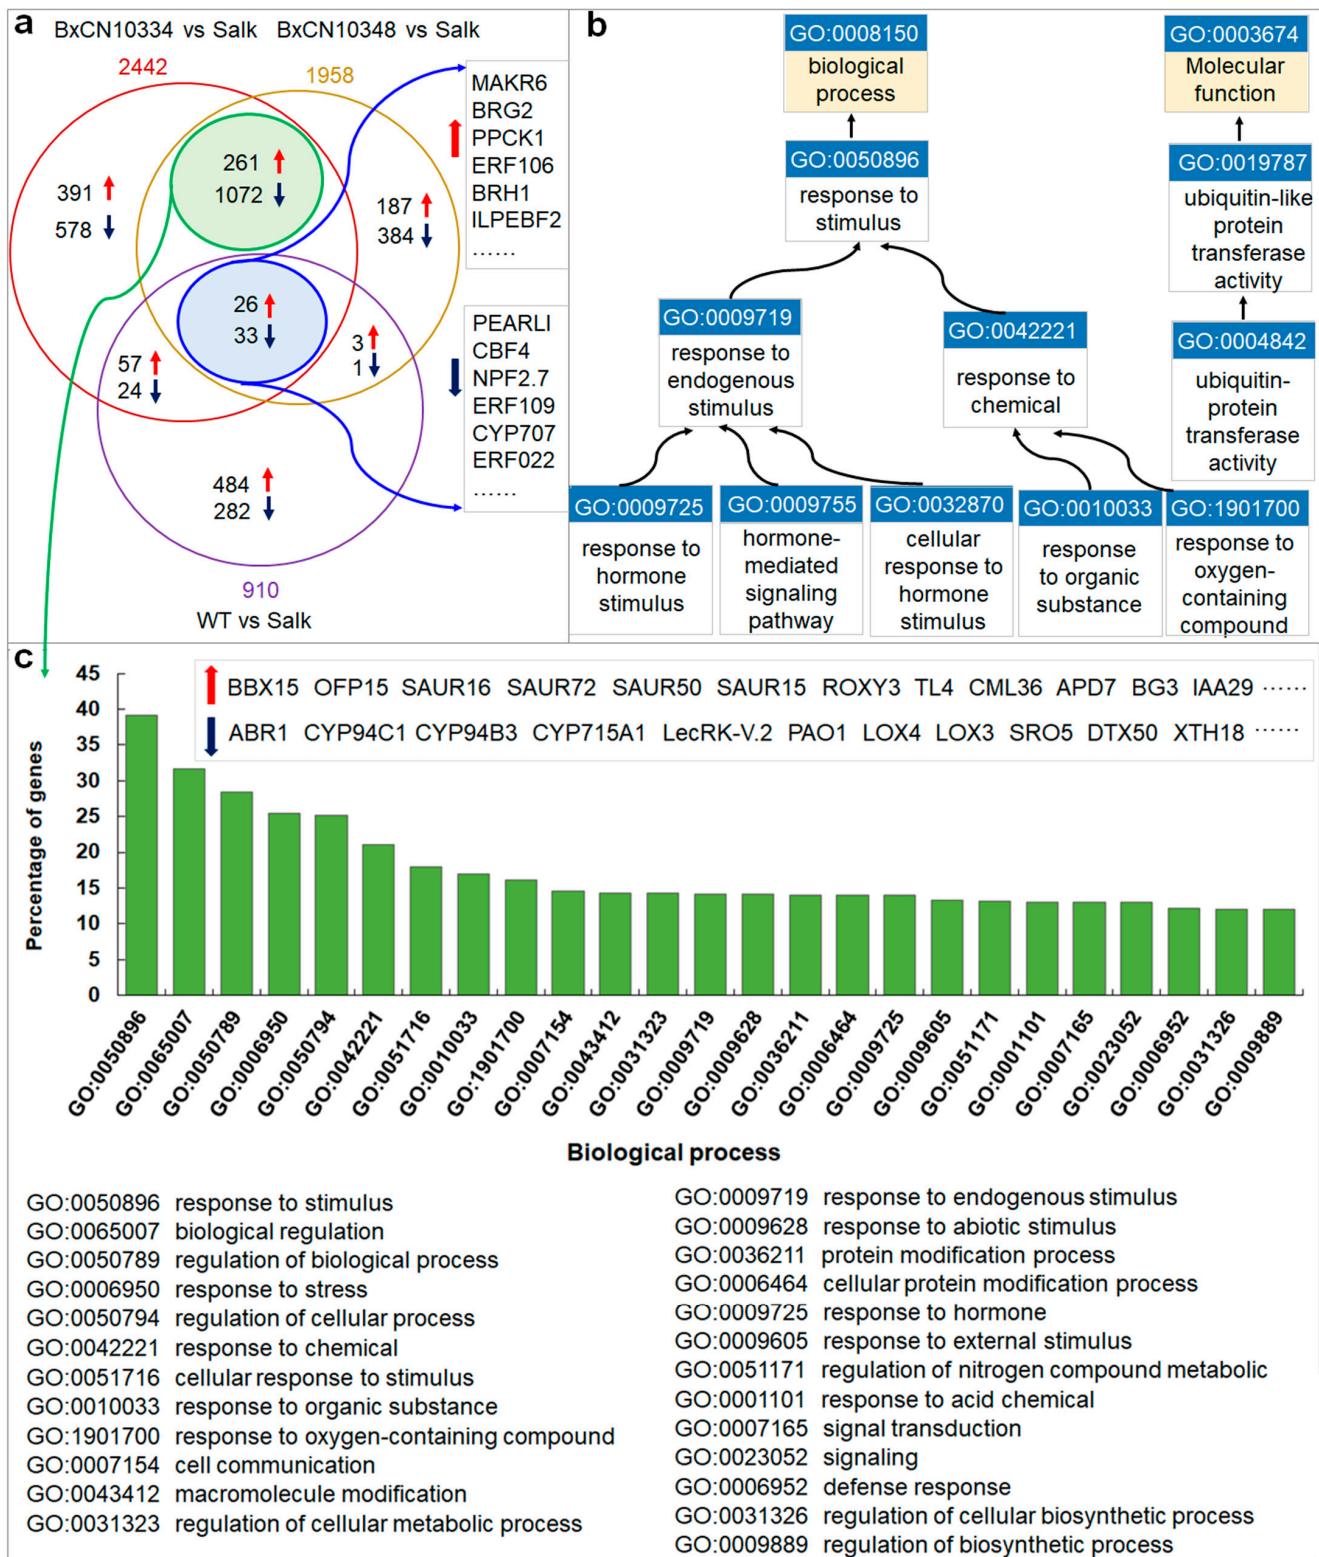 a
BxCN10334 vs Salk
BxCN10348 vs Salk
2442
1958
261
1072
391
578
187
384
26
33
57
24
3
1
484
282
910
WT vs Salk
MAKR6
BRG2
PPCK1
ERF106
BRH1
ILPEBF2
......
PEARLI
CBF4
NPF2.7
ERF109
CYP707
ERF022
......
b
GO:0008150
biological
process
GO:0003674
Molecular
function
GO:0050896
response to
stimulus
GO:0019787
ubiquitin-like
protein
transferase
activity
GO:0009719
response to
endogenous
stimulus
GO:0042221
response to
chemical
GO:0004842
ubiquitin-
protein
transferase
activity
GO:0009725
response to
hormone
stimulus
GO:0009755
hormone-
mediated
signaling
pathway
GO:0032870
cellular
response to
hormone
stimulus
GO:0010033
response
to organic
substance
GO:1901700
response to
oxygen-
containing
compound
c
BBX15 OFP15 SAUR16 SAUR72 SAUR50 SAUR15 ROXY3 TL4 CML36 APD7 BG3 IAA29 ......
ABR1 CYP94C1 CYP94B3 CYP715A1 LecRK-V.2 PAO1 LOX4 LOX3 SRO5 DTX50 XTH18 ......
Percentage of genes
45
40
35
30
25
20
15
10
5
0
GO:0050896
GO:0065007
GO:0050789
GO:0006950
GO:0050794
GO:0042221
GO:0051716
GO:0010033
GO:1901700
GO:0007154
GO:0043412
GO:0031323
GO:0009719
GO:0009628
GO:0036211
GO:0006464
GO:0009725
GO:0009605
GO:0051171
GO:0001101
GO:0007165
GO:0023052
GO:0006952
GO:0031326
GO:0009889
Biological process
GO:0050896 response to stimulus
GO:0065007 biological regulation
GO:0050789 regulation of biological process
GO:0006950 response to stress
GO:0050794 regulation of cellular process
GO:0042221 response to chemical
GO:0051716 cellular response to stimulus
GO:0010033 response to organic substance
GO:1901700 response to oxygen-containing compound
GO:0007154 cell communication
GO:0043412 macromolecule modification
GO:0031323 regulation of cellular metabolic process
GO:0009719 response to endogenous stimulus
GO:0009628 response to abiotic stimulus
GO:0036211 protein modification process
GO:0006464 cellular protein modification process
GO:0009725 response to hormone
GO:0009605 response to external stimulus
GO:0051171 regulation of nitrogen compound metabolic
GO:0001101 response to acid chemical
GO:0007165 signal transduction
GO:0023052 signaling
GO:0006952 defense response
GO:0031326 regulation of cellular biosynthetic process
GO:0009889 regulation of biosynthetic process